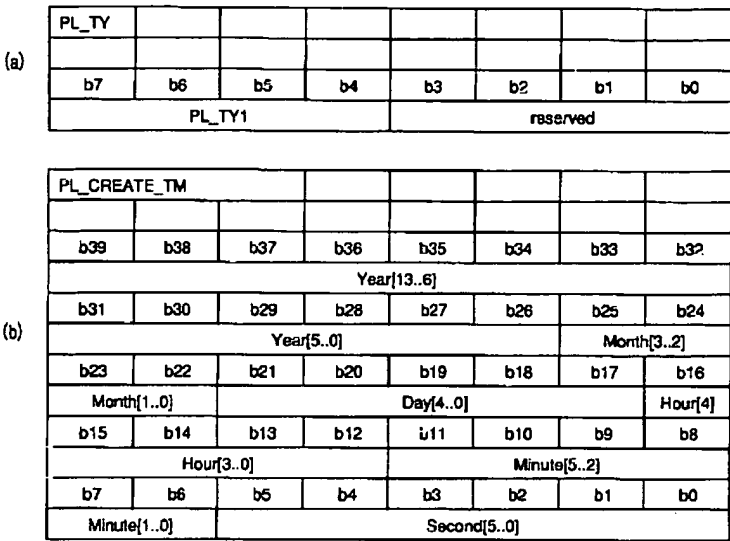 (a)
PL_TY
b7 b6 b5 b4 b3 b2 b1 b0
PL_TY1 reserved
(b)
PL_CREATE_TM
b39 b38 b37 b36 b35 b34 b33 b32
Year[13..6]
b31 b30 b29 b28 b27 b26 b25 b24
Year[5..0] Month[3..2]
b23 b22 b21 b20 b19 b18 b17 b16
Month[1..0] Day[4..0] Hour[4]
b15 b14 b13 b12 b11 b10 b9 b8
Hour[3..0] Minute[5..2]
b7 b6 b5 b4 b3 b2 b1 b0
Minute[1..0] Second[5..0]